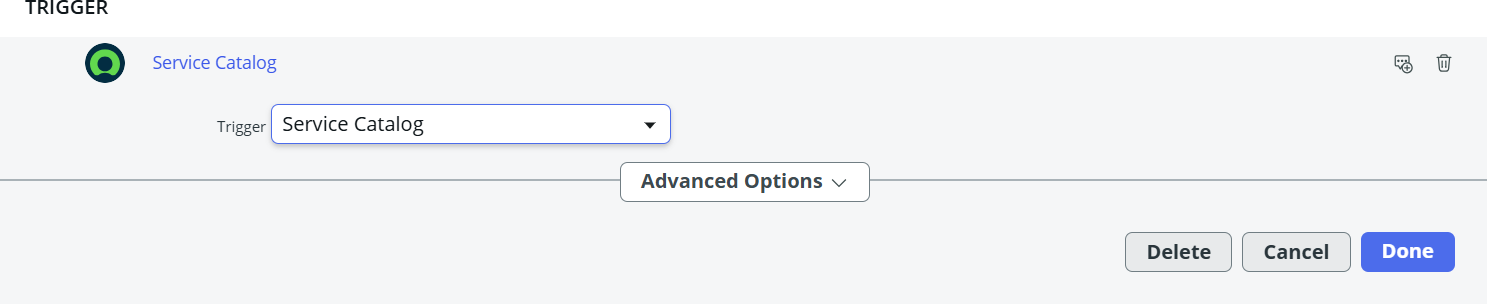 TRIGGER
Service Catalog
Trigger Service Catalog
Advanced Options
Delete Cancel Done